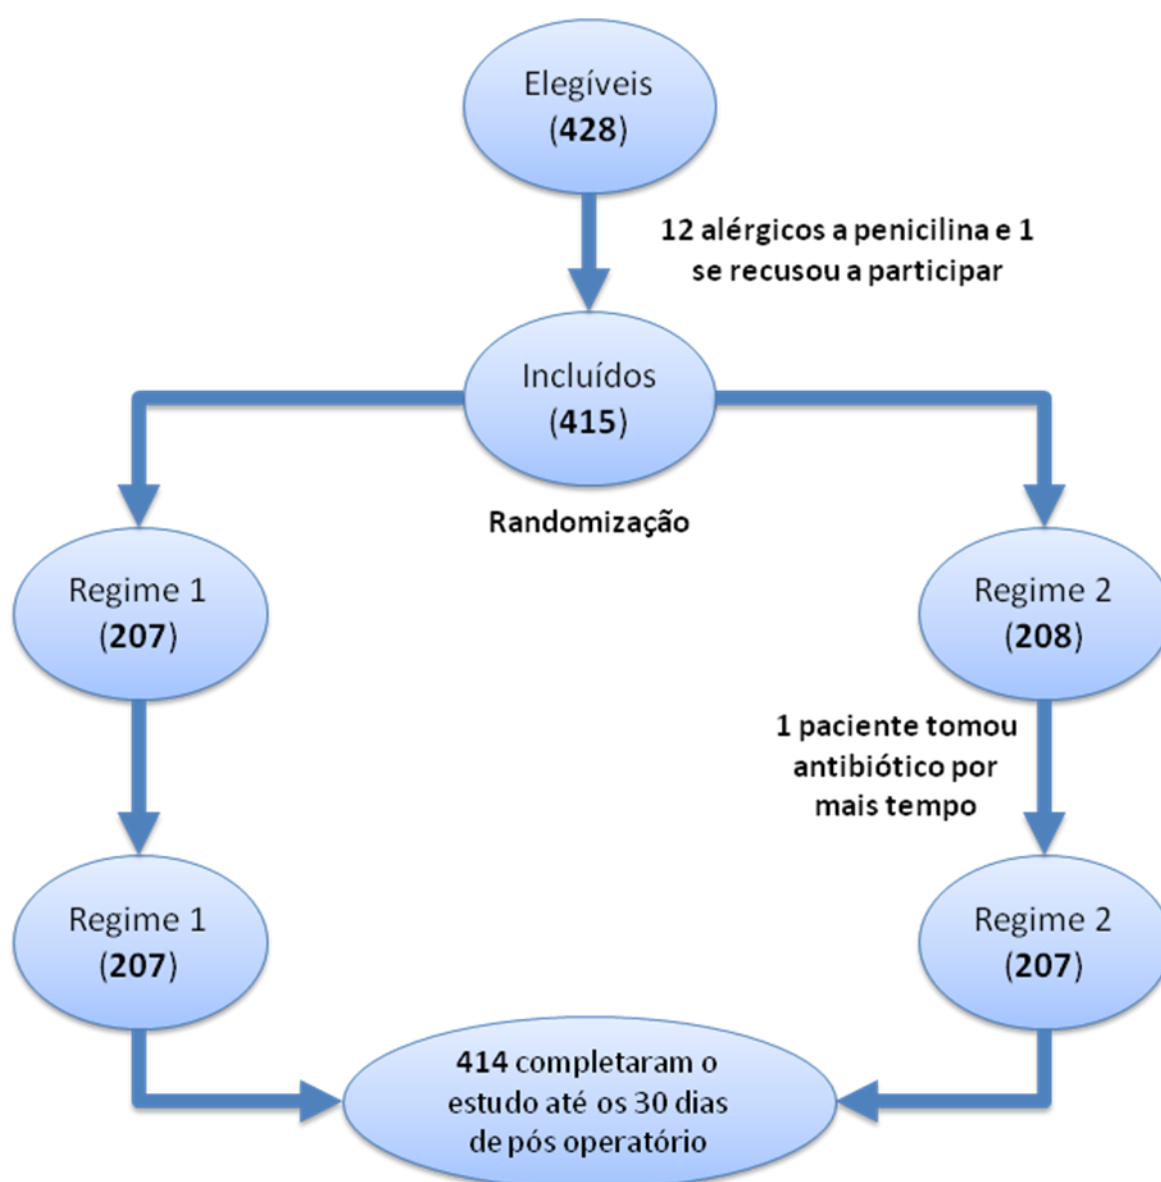 Elegíveis
(428)
12 alérgicos a penicilina e 1
se recusou a participar
Incluídos
(415)
Randomização
Regime 1
(207)
Regime 2
(208)
1 paciente tomou
antibiótico por
mais tempo
Regime 1
(207)
Regime 2
(207)
414 completaram o
estudo até os 30 dias
de pós operatório